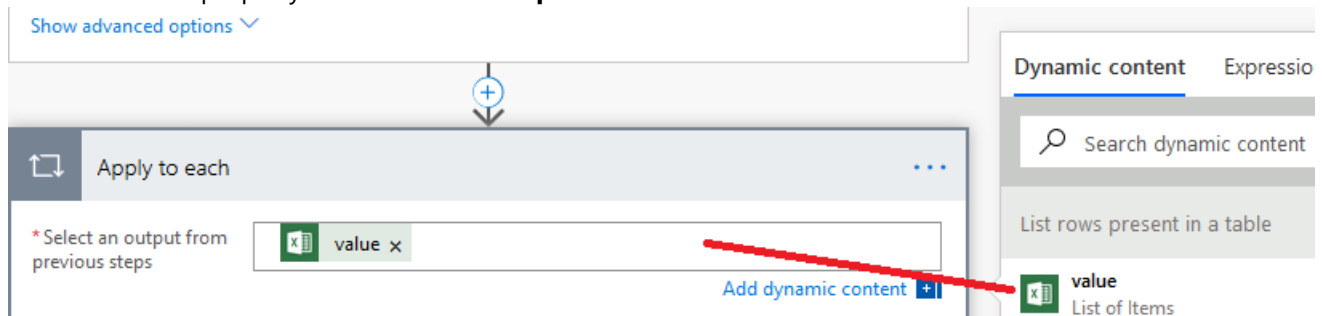 Show advanced options
Dynamic content Expressio
Search dynamic content
Apply to each
...
List rows present in a table
*Select an output from
previous steps
value x
Add dynamic content +
value
List of Items